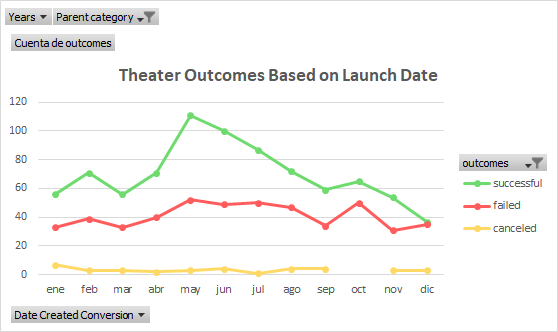 Years Parent category
Cuenta de outcomes
Theater Outcomes Based on Launch Date
120
100
80
60
40
20
0
ene feb mar abr may jun jul ago sep oct nov dic
outcomes
successful
failed
canceled
Date Created Conversion